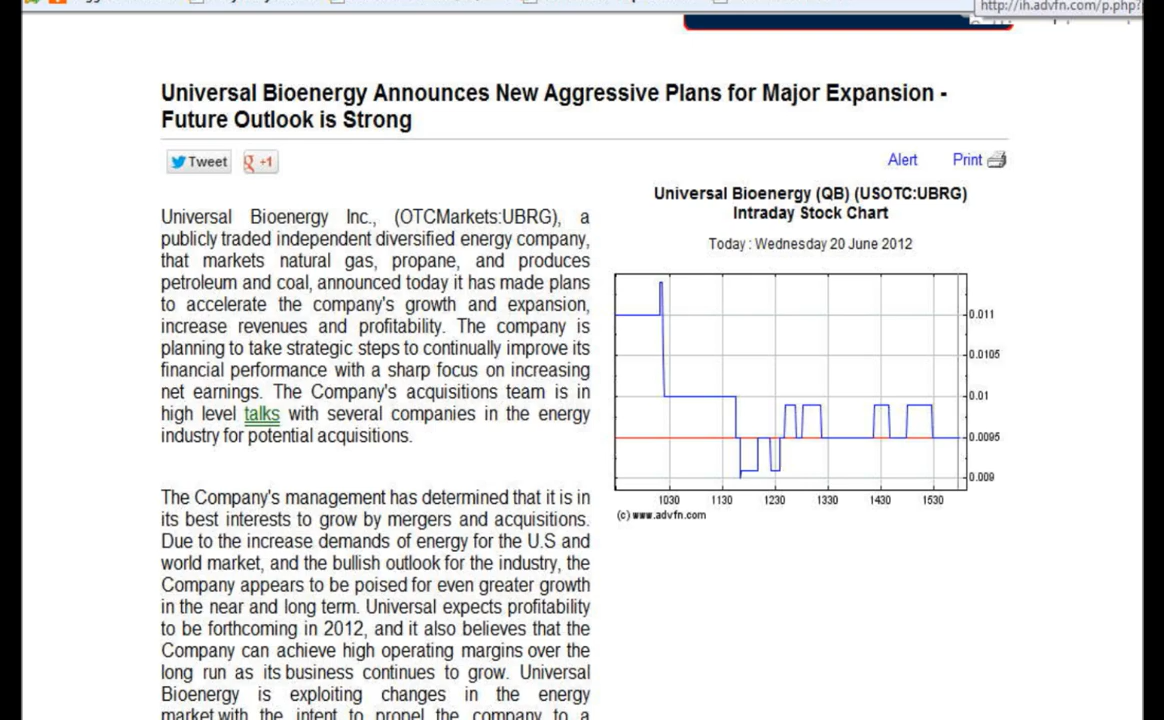 http://ih.advfn.com/p.php?
Universal Bioenergy Announces New Aggressive Plans for Major Expansion -
Future Outlook is Strong
Tweet
g +1
Alert
Print
Universal Bioenergy Inc., (OTCMarkets:UBRG), a
publicly traded independent diversified energy company,
that markets natural gas, propane, and produces
petroleum and coal, announced today it has made plans
to accelerate the company's growth and expansion,
increase revenues and profitability. The company is
planning to take strategic steps to continually improve its
financial performance with a sharp focus on increasing
net earnings. The Company's acquisitions team is in
high level talks with several companies in the energy
industry for potential acquisitions.
The Company's management has determined that it is in
its best interests to grow by mergers and acquisitions.
Due to the increase demands of energy for the U.S and
world market, and the bullish outlook for the industry, the
Company appears to be poised for even greater growth
in the near and long term. Universal expects profitability
to be forthcoming in 2012, and it also believes that the
Company can achieve high operating margins over the
long run as its business continues to grow. Universal
Bioenergy is exploiting changes in the energy
market with the intent to propel the company to a
Universal Bioenergy (QB) (USOTC:UBRG)
Intraday Stock Chart
Today : Wednesday 20 June 2012
0.011
0.0105
0.01
0.0095
0.009
1030 1130 1230 1330 1430 1530
(c) www.advfn.com